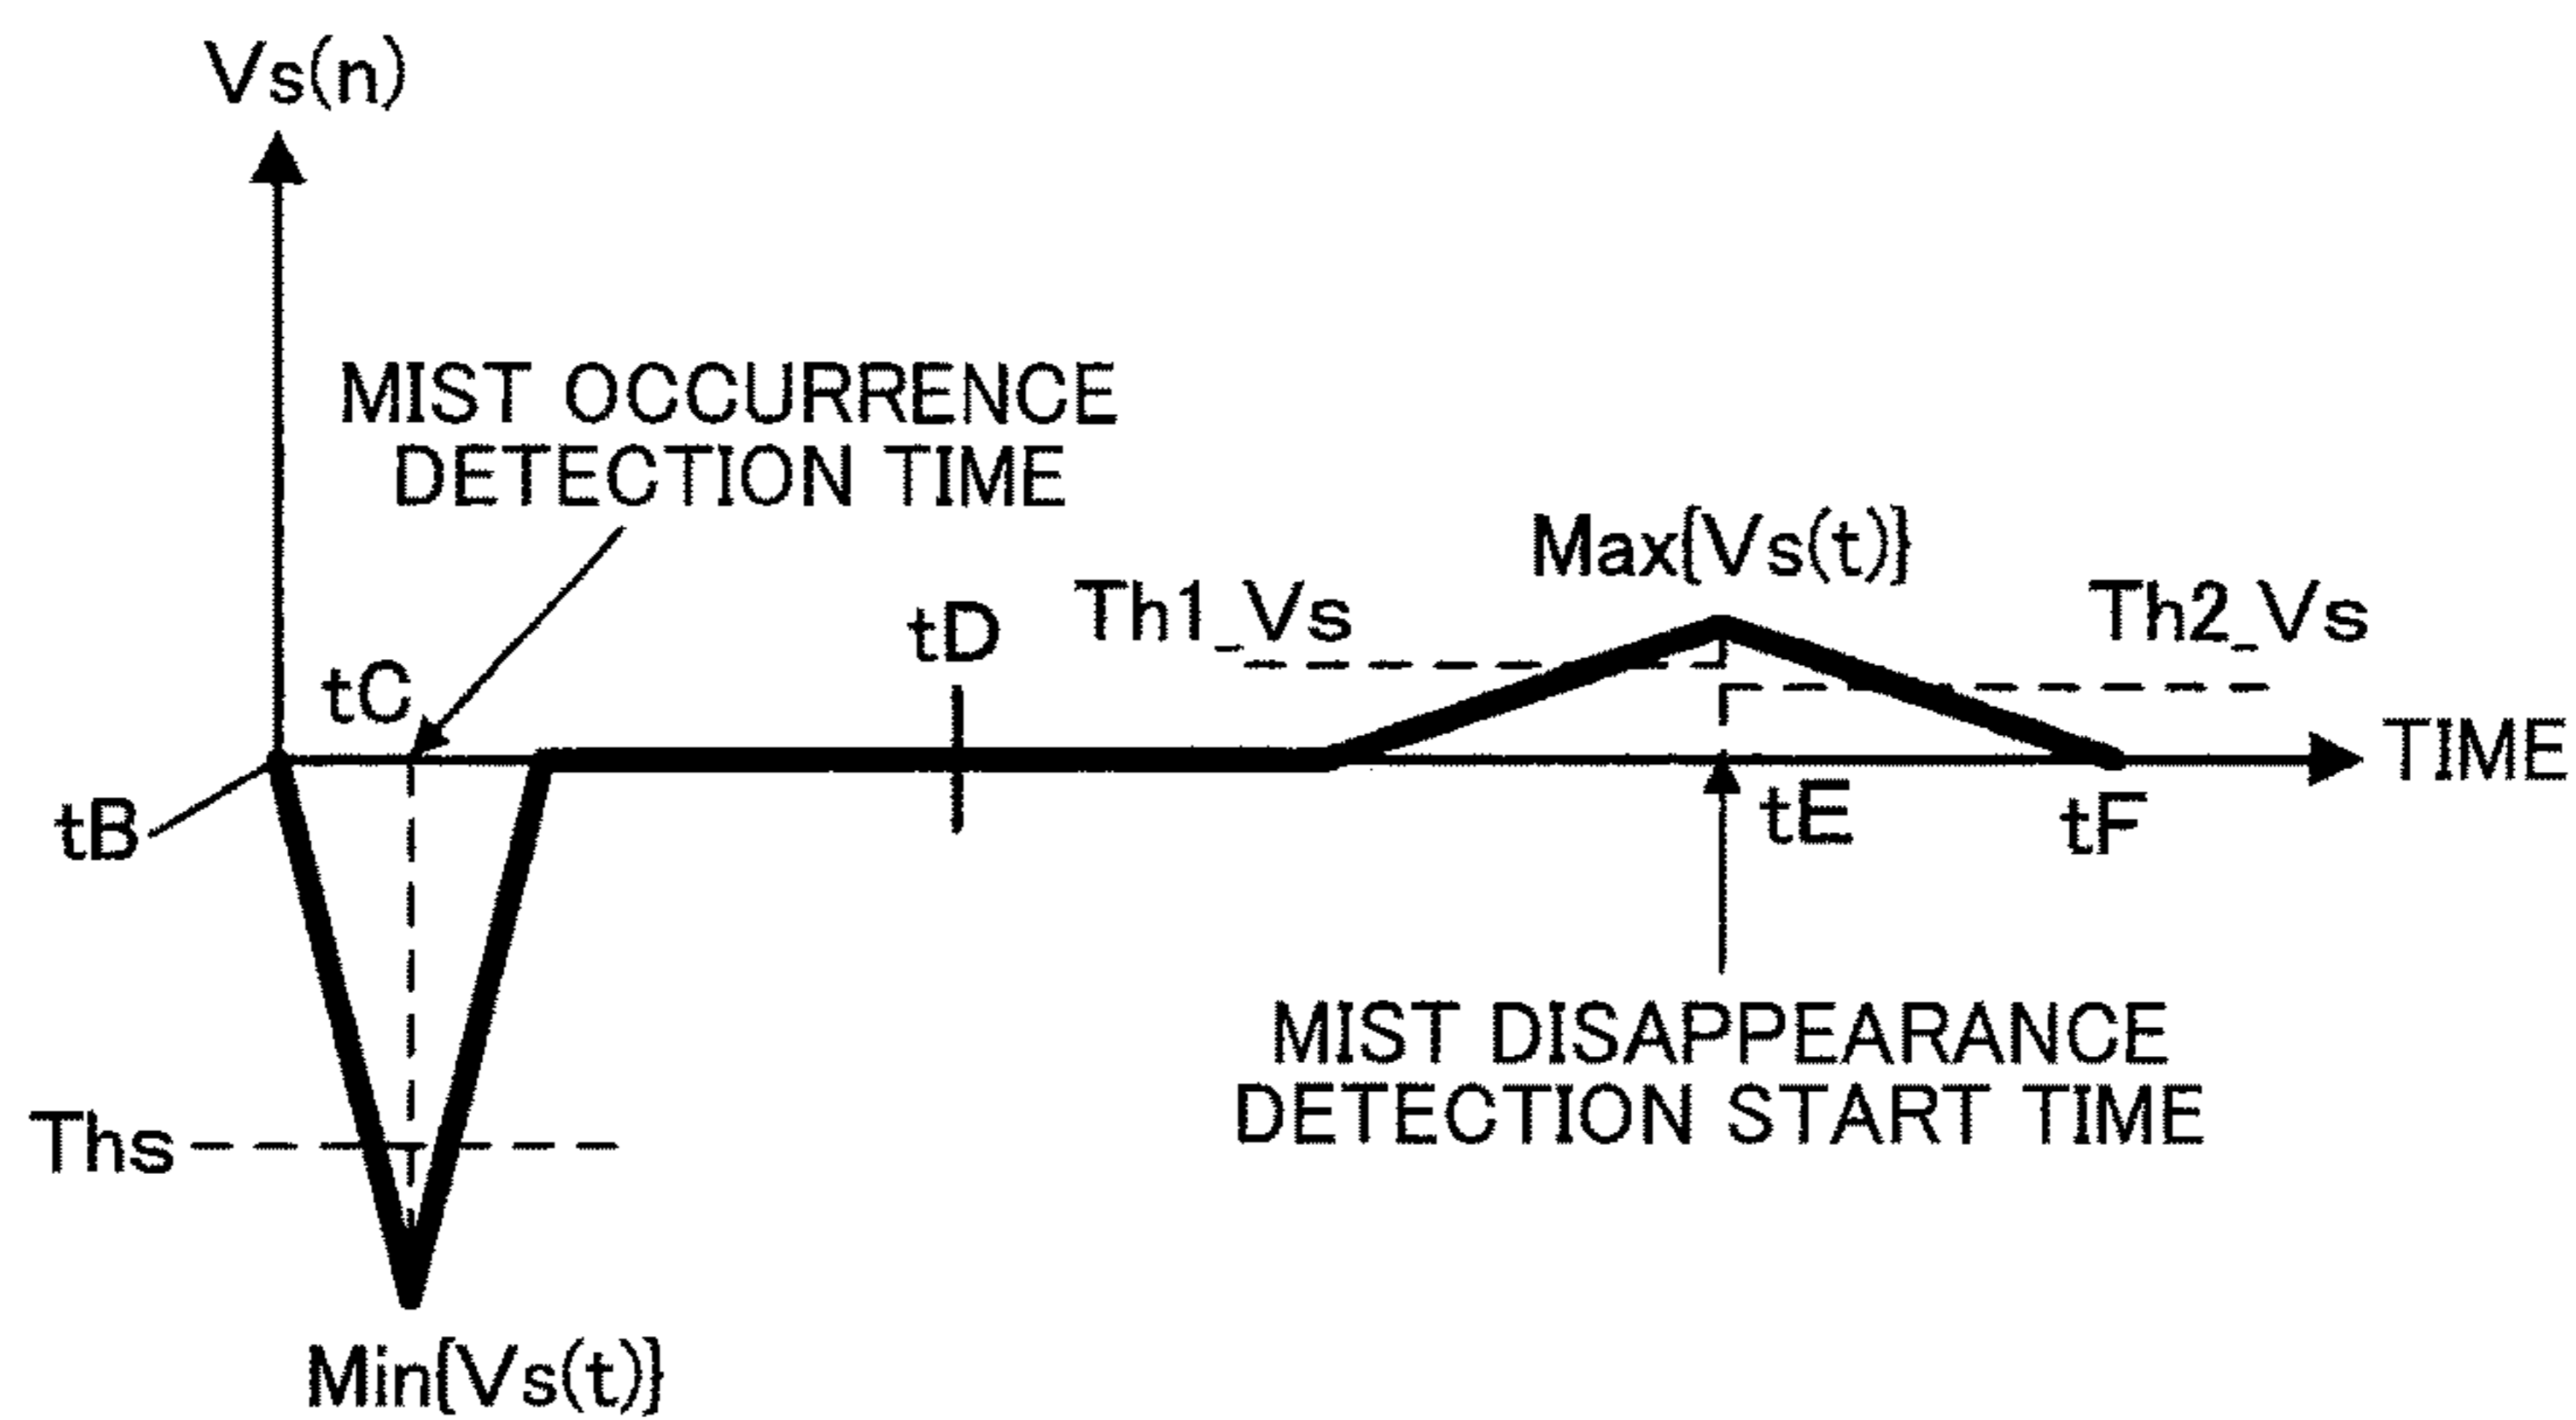 Vs(n)
MIST OCCURRENCE
DETECTION TIME
Max{Vs(t)}
Th1_Vs
Th2_Vs
tD
tC
TIME
tB
tE
tF
MIST DISAPPEARANCE
DETECTION START TIME
Ths
Min{Vs(t)}